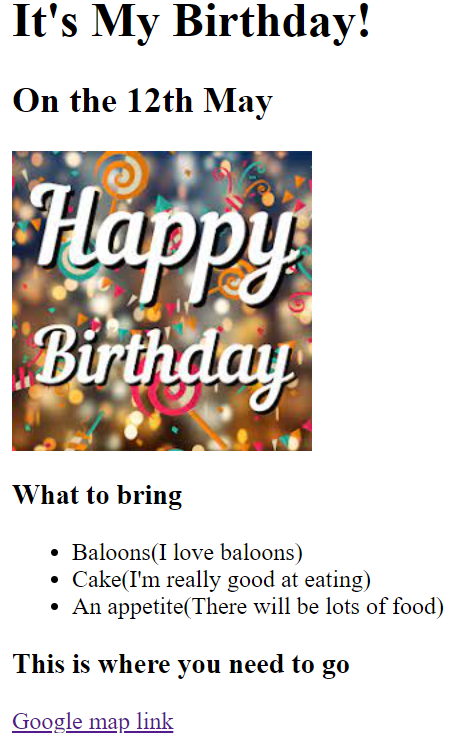 It's My Birthday!
On the 12th May
Happy
Birthday
What to bring
Baloons(I love baloons)
Cake(I'm really good at eating)
An appetite(There will be lots of food)
This is where you need to go
Google map link